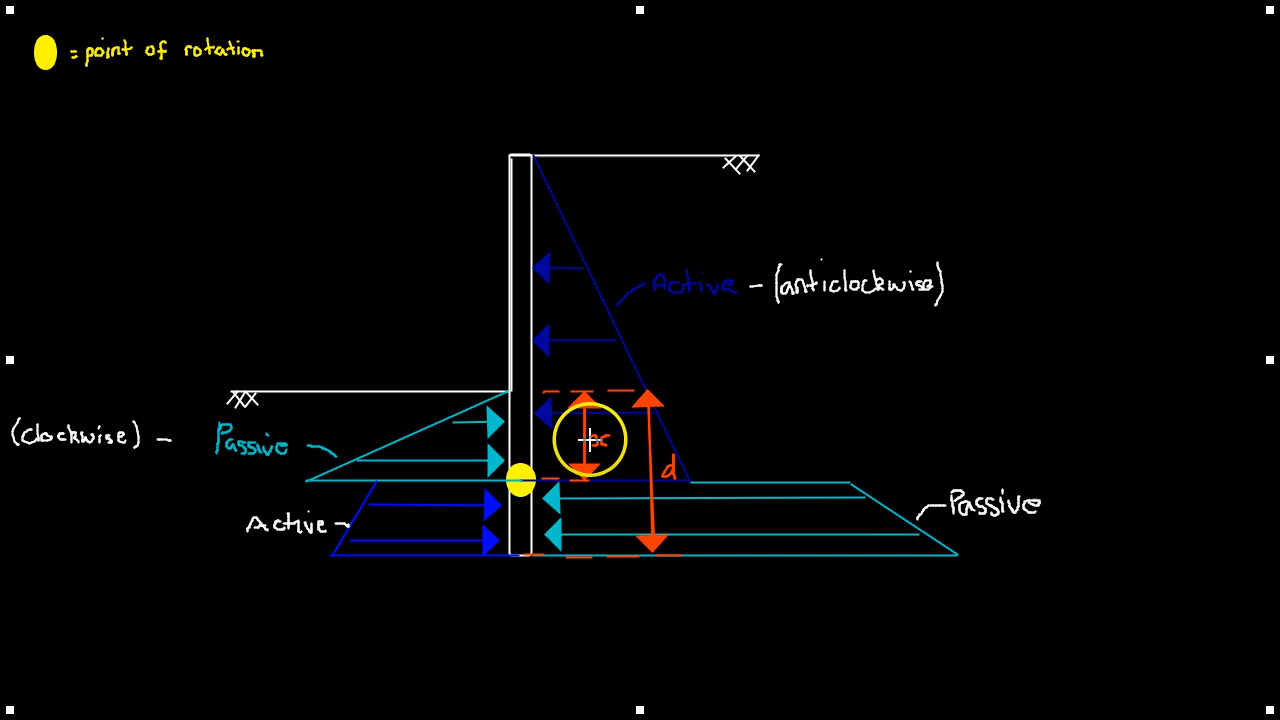 = point of rotation
Active - (anticlockwise)
(clockwise) - Passive
x
d
Active
Passive